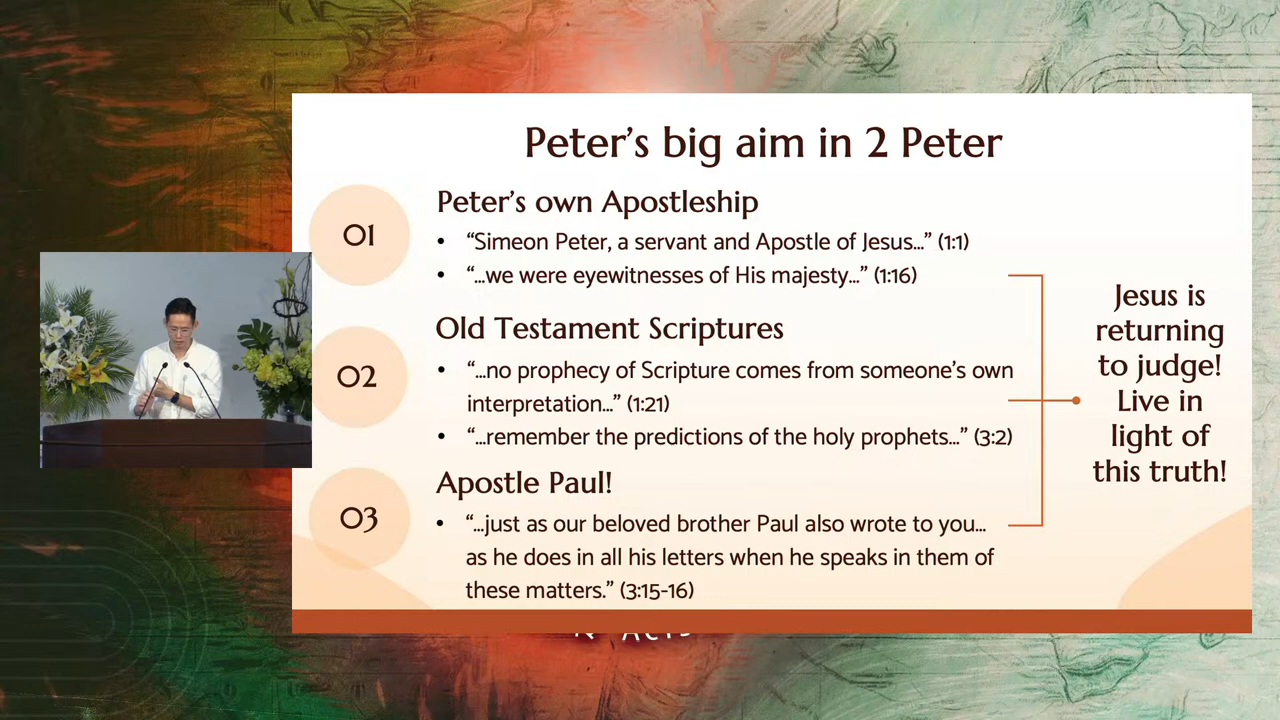 Peter’s big aim in 2 Peter
01
Peter’s own Apostleship
• “Simeon Peter, a servant and Apostle of Jesus...” (1:1)
• “...we were eyewitnesses of His majesty...” (1:16)
02
Old Testament Scriptures
• “...no prophecy of Scripture comes from someone’s own
interpretation...” (1:21)
• “...remember the predictions of the holy prophets...” (3:2)
03
Apostle Paul!
• “...just as our beloved brother Paul also wrote to you...
as he does in all his letters when he speaks in them of
these matters.” (3:15-16)
Jesus is
returning
to judge!
Live in
light of
this truth!